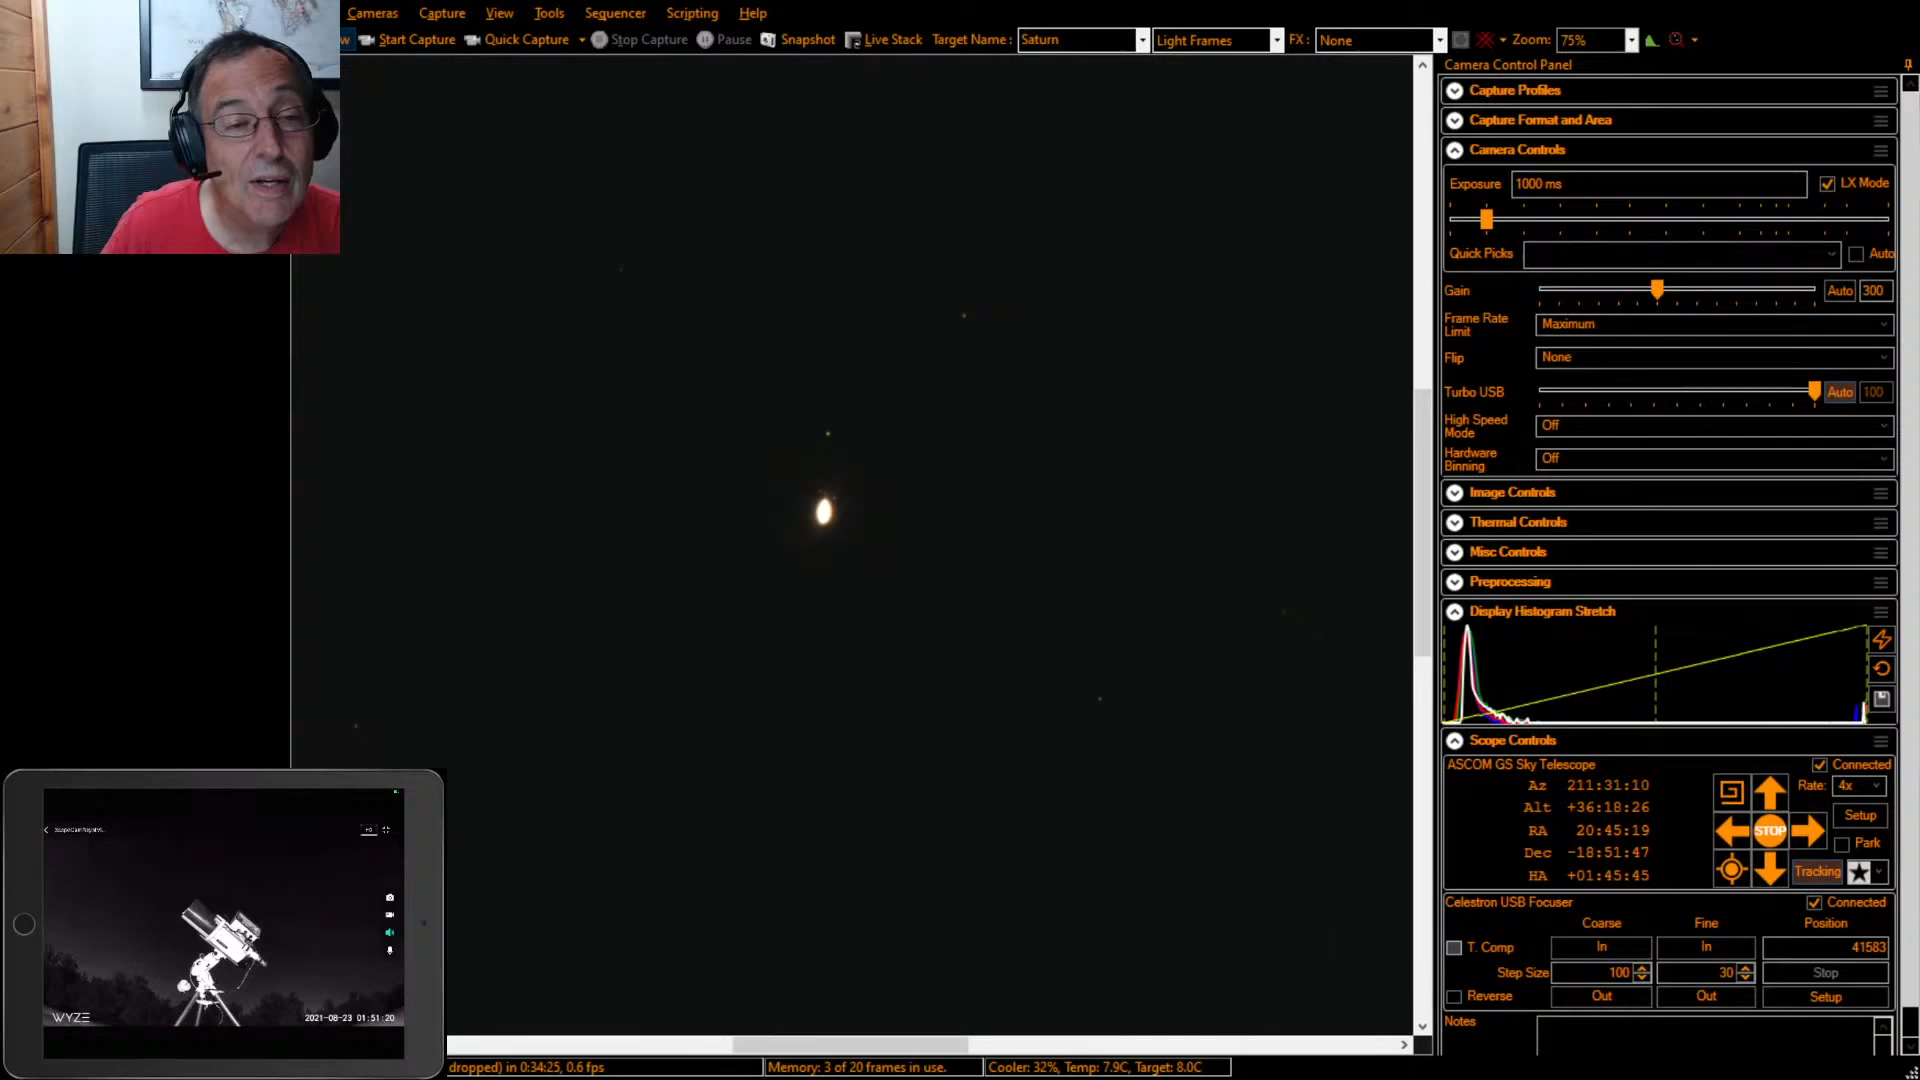 Cameras Capture View Tools Sequencer Scripting Help
w Start Capture Quick Capture Stop Capture Pause Snapshot Live Stack Target Name : Saturn Light Frames FX : None Zoom: 75%
Camera Control Panel
Capture Profiles
Capture Format and Area
Camera Controls
Exposure 1000 ms LX Mode
Quick Picks Auto
Gain Auto 300
Frame Rate Limit Maximum
Flip None
Turbo USB Auto 100
High Speed Mode Off
Hardware Binning Off
Image Controls
Thermal Controls
Misc Controls
Preprocessing
Display Histogram Stretch
Scope Controls
ASCOM GS Sky Telescope Connected
Az 211:31:10 Rate: 4x
Alt +36:18:26 Setup
RA 20:45:19 STOP
Dec -18:51:47 Park
HA +01:45:45 Tracking
Celestron USB Focuser Connected
Coarse Fine Position
T. Comp In In 41583
Step Size 100 30 Stop
Reverse Out Out Setup
Notes
WYZE 2021-08-23 01:51:20
dropped) in 0:34:25, 0.6 fps Memory: 3 of 20 frames in use. Cooler: 32%, Temp: 7.9C, Target: 8.0C